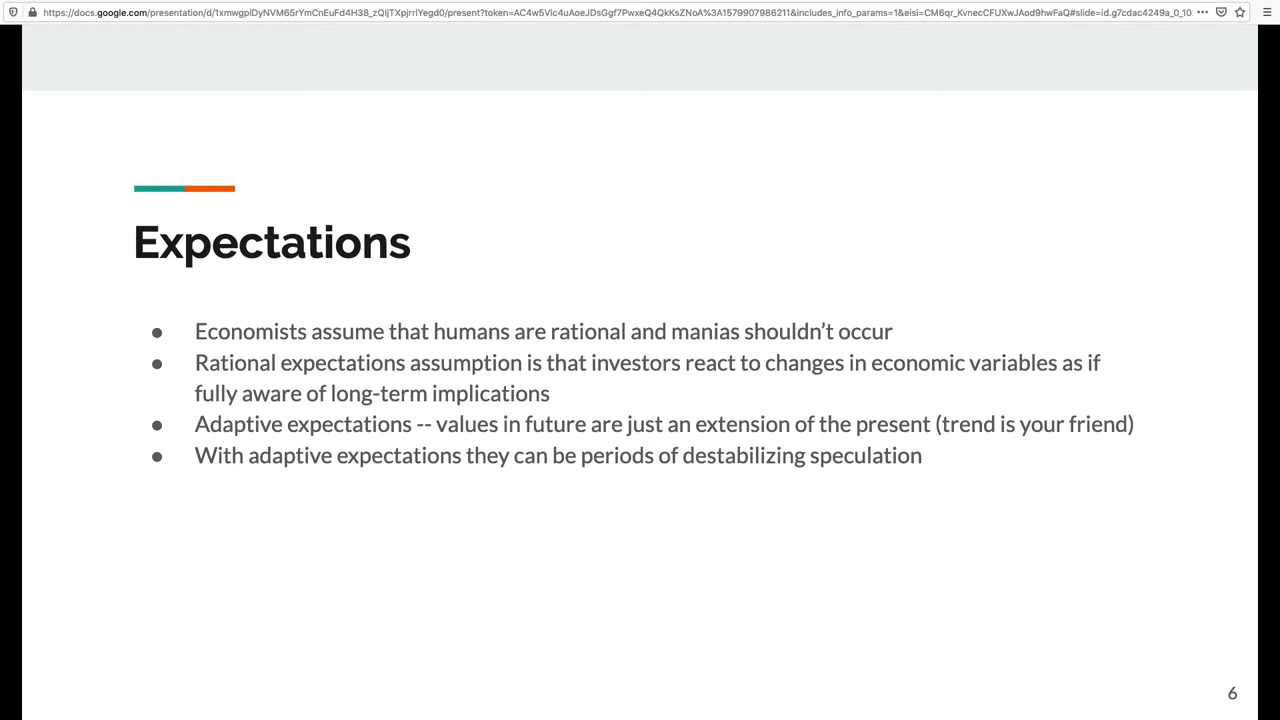 https://docs.google.com/presentation/d/1xmwgplDyNVM65rYmCnEuFd4H38_zQIjTXpjrrlYegd0/present?token=AC4w5Vic4uAoeJDsGgf7PwxeQ4QkKsZNoA%3A1579907986211&includes_info_params=1&eisi=CM6qr_KvnecCFUXwJAod9hwFaQ#slide=id.g7cdac4249a_0_10
Expectations
● Economists assume that humans are rational and manias shouldn’t occur
● Rational expectations assumption is that investors react to changes in economic variables as if
fully aware of long-term implications
● Adaptive expectations -- values in future are just an extension of the present (trend is your friend)
● With adaptive expectations they can be periods of destabilizing speculation
6